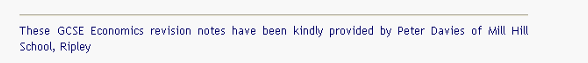 These GCSE Economics revision notes have been kindly provided by Peter Davies of Mill Hill
School, Ripley